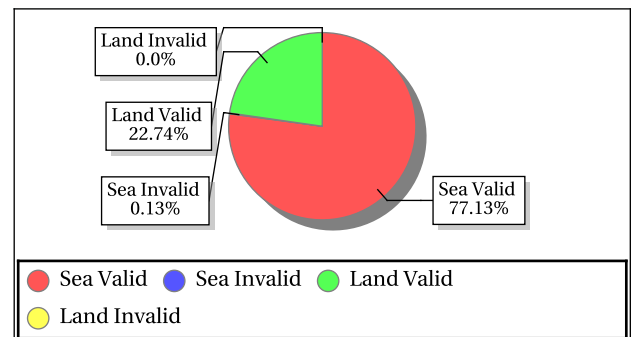 Land Invalid
0.0%
Land Valid
22.74%
Sea Invalid
0.13%
Sea Valid
77.13%
Sea Valid Sea Invalid Land Valid
Land Invalid